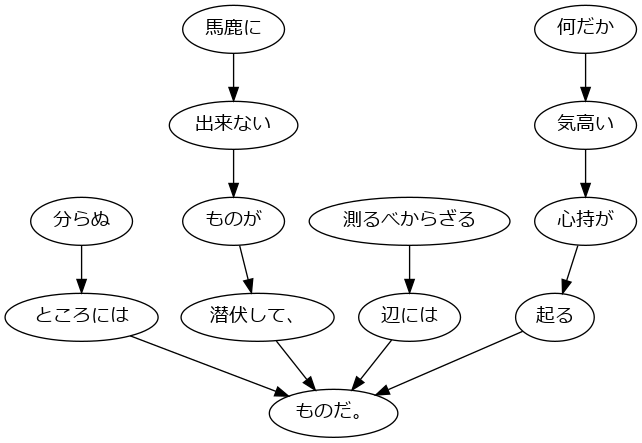 馬鹿に
何だか
出来ない
気高い
分らぬ
ものが
測るべからざる
心持が
ところには
潜伏して、
辺には
起る
ものだ。